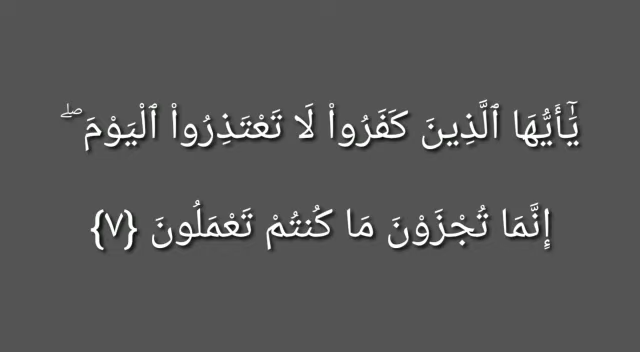 يَٰٓأَيُّهَا ٱلَّذِينَ كَفَرُوا۟ لَا تَعْتَذِرُوا۟ ٱلْيَوْمَ ۖ
إِنَّمَا تُجْزَوْنَ مَا كُنتُمْ تَعْمَلُونَ {٧}